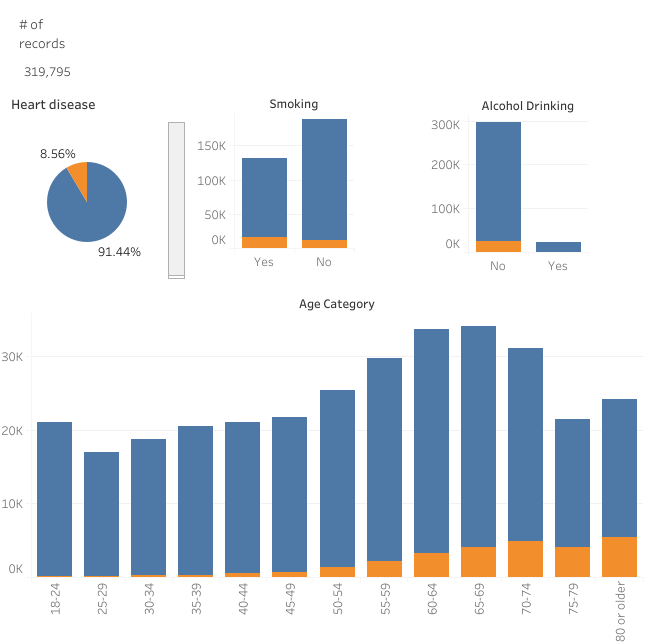 # of
records
319,795
Heart disease
8.56%
91.44%
Smoking
150K
100K
50K
0K
Yes
No
Alcohol Drinking
300K
200K
100K
0K
No
Yes
Age Category
30K
20K
10K
0K
18-24
25-29
30-34
35-39
40-44
45-49
50-54
55-59
60-64
65-69
70-74
75-79
80 or older